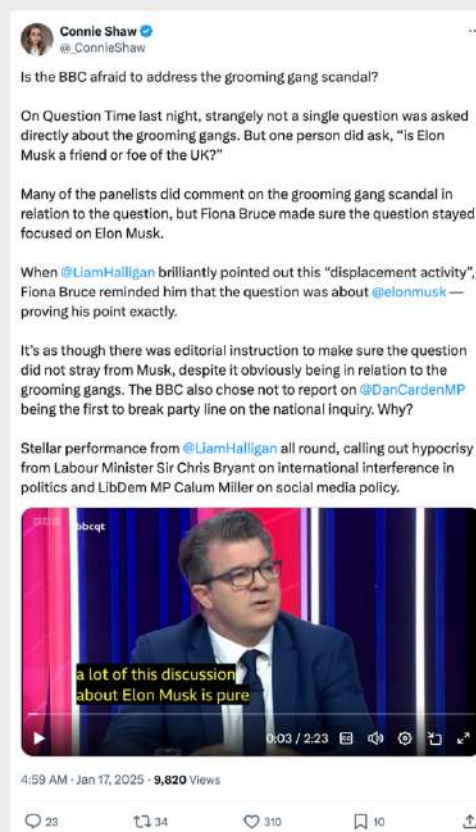 Connie Shaw
@_ConnieShaw
Is the BBC afraid to address the grooming gang scandal?
On Question Time last night, strangely not a single question was asked
directly about the grooming gangs. But one person did ask, “is Elon
Musk a friend or foe of the UK?”
Many of the panelists did comment on the grooming gang scandal in
relation to the question, but Fiona Bruce made sure the question stayed
focused on Elon Musk.
When @LiamHalligan brilliantly pointed out this “displacement activity”,
Fiona Bruce reminded him that the question was about @elonmusk —
proving his point exactly.
It’s as though there was editorial instruction to make sure the question
did not stray from Musk, despite it obviously being in relation to the
grooming gangs. The BBC also chose not to report on @DanCardenMP
being the first to break party line on the national inquiry. Why?
Stellar performance from @LiamHalligan all round, calling out hypocrisy
from Labour Minister Sir Chris Bryant on international interference in
politics and LibDem MP Calum Miller on social media policy.
BBC bbcqt
a lot of this discussion
about Elon Musk is pure
0:03 / 2:23
4:59 AM · Jan 17, 2025 · 9,820 Views
23 34 310 10